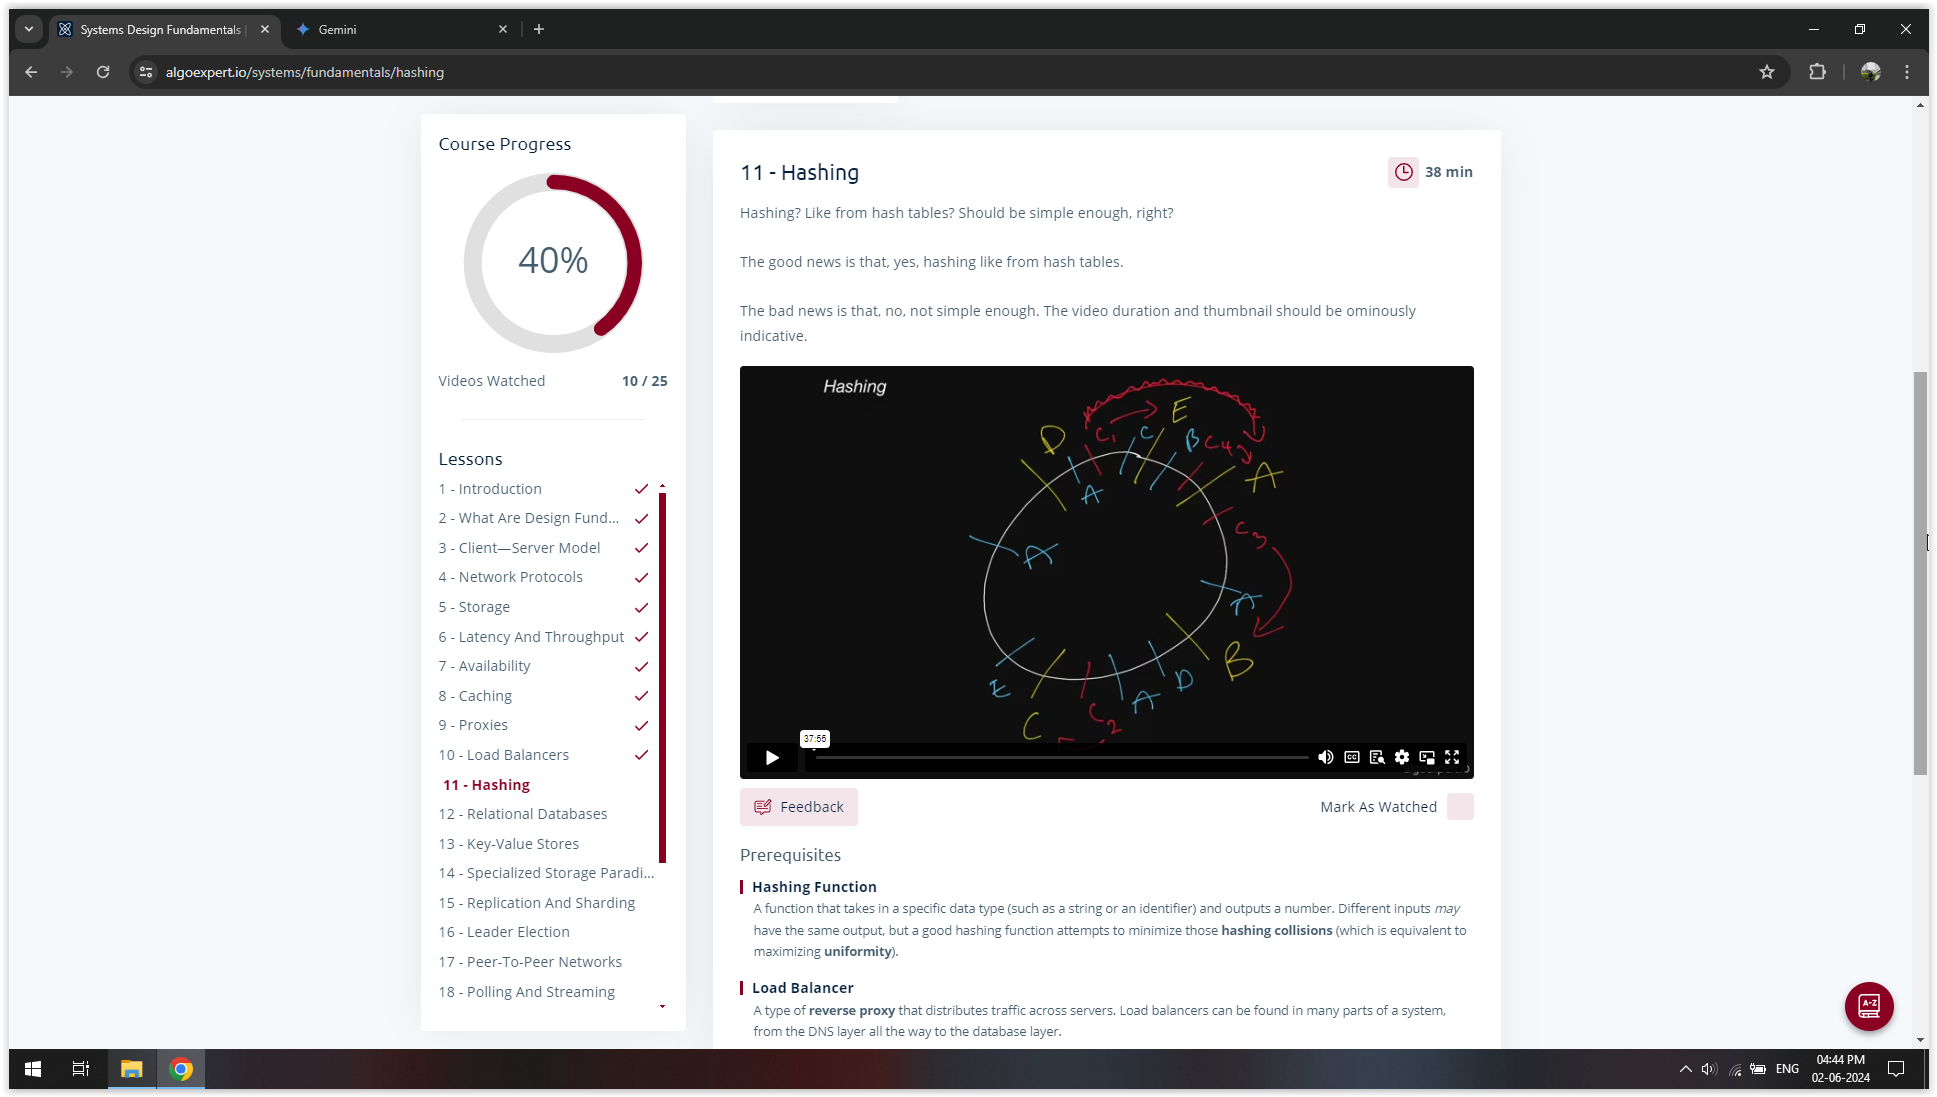 Systems Design Fundamentals |
Gemini
algoexpert.io/systems/fundamentals/hashing
Course Progress
40%
Videos Watched 10 / 25
Lessons
1 - Introduction
2 - What Are Design Fund...
3 - Client—Server Model
4 - Network Protocols
5 - Storage
6 - Latency And Throughput
7 - Availability
8 - Caching
9 - Proxies
10 - Load Balancers
11 - Hashing
12 - Relational Databases
13 - Key-Value Stores
14 - Specialized Storage Paradi...
15 - Replication And Sharding
16 - Leader Election
17 - Peer-To-Peer Networks
18 - Polling And Streaming
11 - Hashing
38 min
Hashing? Like from hash tables? Should be simple enough, right?
The good news is that, yes, hashing like from hash tables.
The bad news is that, no, not simple enough. The video duration and thumbnail should be ominously
indicative.
Hashing
E
D
C1
C
B
C4
A
A
C3
A
A
B
E
D
A
C
C2
37:56
CC
Feedback
Mark As Watched
Prerequisites
Hashing Function
A function that takes in a specific data type (such as a string or an identifier) and outputs a number. Different inputs may
have the same output, but a good hashing function attempts to minimize those hashing collisions (which is equivalent to
maximizing uniformity).
Load Balancer
A type of reverse proxy that distributes traffic across servers. Load balancers can be found in many parts of a system,
from the DNS layer all the way to the database layer.
A-Z
ENG
04:44 PM
02-06-2024